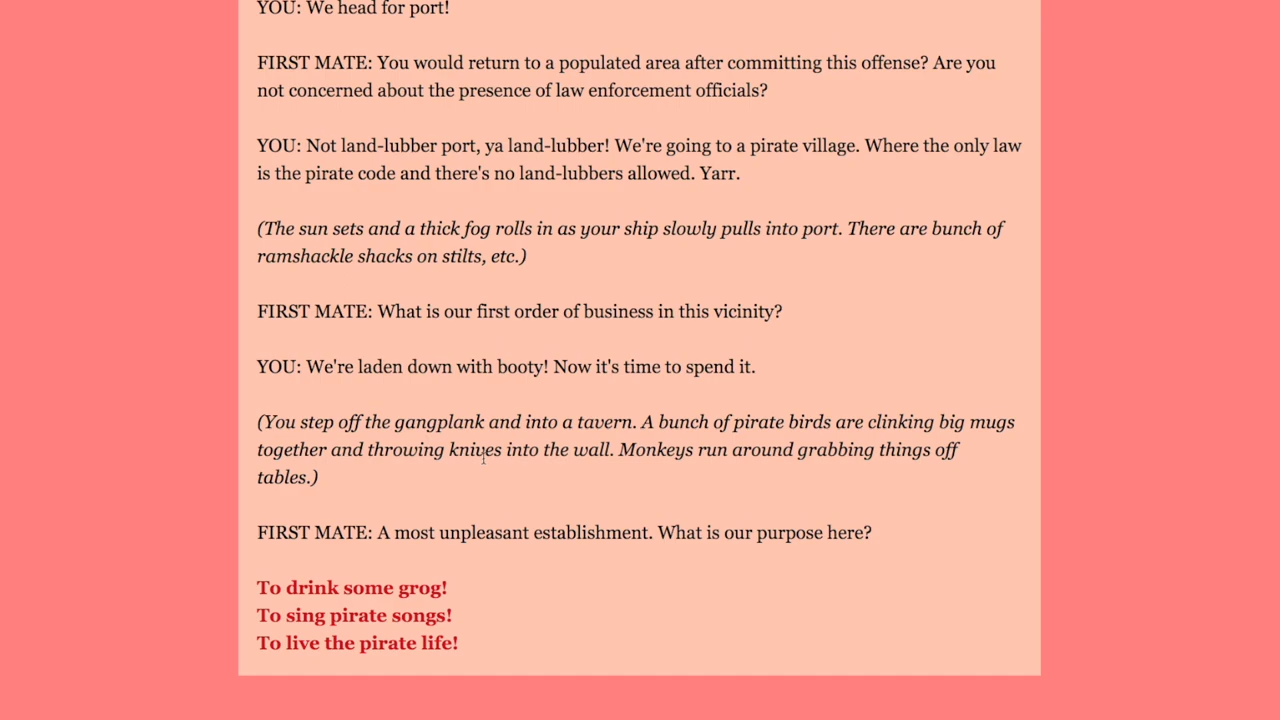 YOU: We head for port!
FIRST MATE: You would return to a populated area after committing this offense? Are you
not concerned about the presence of law enforcement officials?
YOU: Not land-lubber port, ya land-lubber! We're going to a pirate village. Where the only law
is the pirate code and there's no land-lubbers allowed. Yarr.
(The sun sets and a thick fog rolls in as your ship slowly pulls into port. There are bunch of
ramshackle shacks on stilts, etc.)
FIRST MATE: What is our first order of business in this vicinity?
YOU: We're laden down with booty! Now it's time to spend it.
(You step off the gangplank and into a tavern. A bunch of pirate birds are clinking big mugs
together and throwing knives into the wall. Monkeys run around grabbing things off
tables.)
FIRST MATE: A most unpleasant establishment. What is our purpose here?
To drink some grog!
To sing pirate songs!
To live the pirate life!